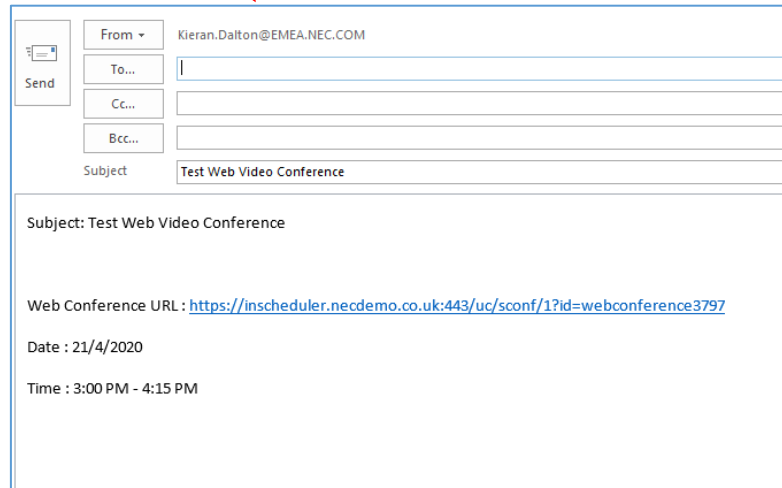 From
Kieran.Dalton@EMEA.NEC.COM
Send
To...
Cc...
Bcc...
Subject
Test Web Video Conference
Subject: Test Web Video Conference
Web Conference URL : https://inscheduler.necdemo.co.uk:443/uc/sconf/1?id=webconference3797
Date : 21/4/2020
Time : 3:00 PM - 4:15 PM